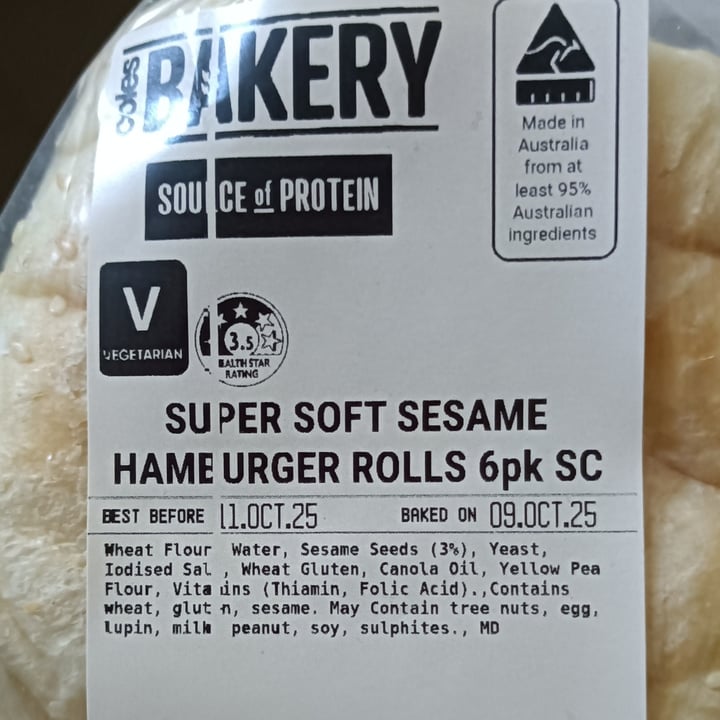 coles
BAKERY
SOURCE of PROTEIN
Made in
Australia
from at
least 95%
Australian
ingredients
V
VEGETARIAN
3.5
HEALTH STAR
RATING
SUPER SOFT SESAME
HAMBURGER ROLLS 6pk SC
BEST BEFORE 11.OCT.25 BAKED ON 09.OCT.25
Wheat Flour Water, Sesame Seeds (3%), Yeast,
Iodised Sal , Wheat Gluten, Canola Oil, Yellow Pea
Flour, Vitamins (Thiamin, Folic Acid).,Contains
wheat, gluten, sesame. May Contain tree nuts, egg,
lupin, milk peanut, soy, sulphites., MD